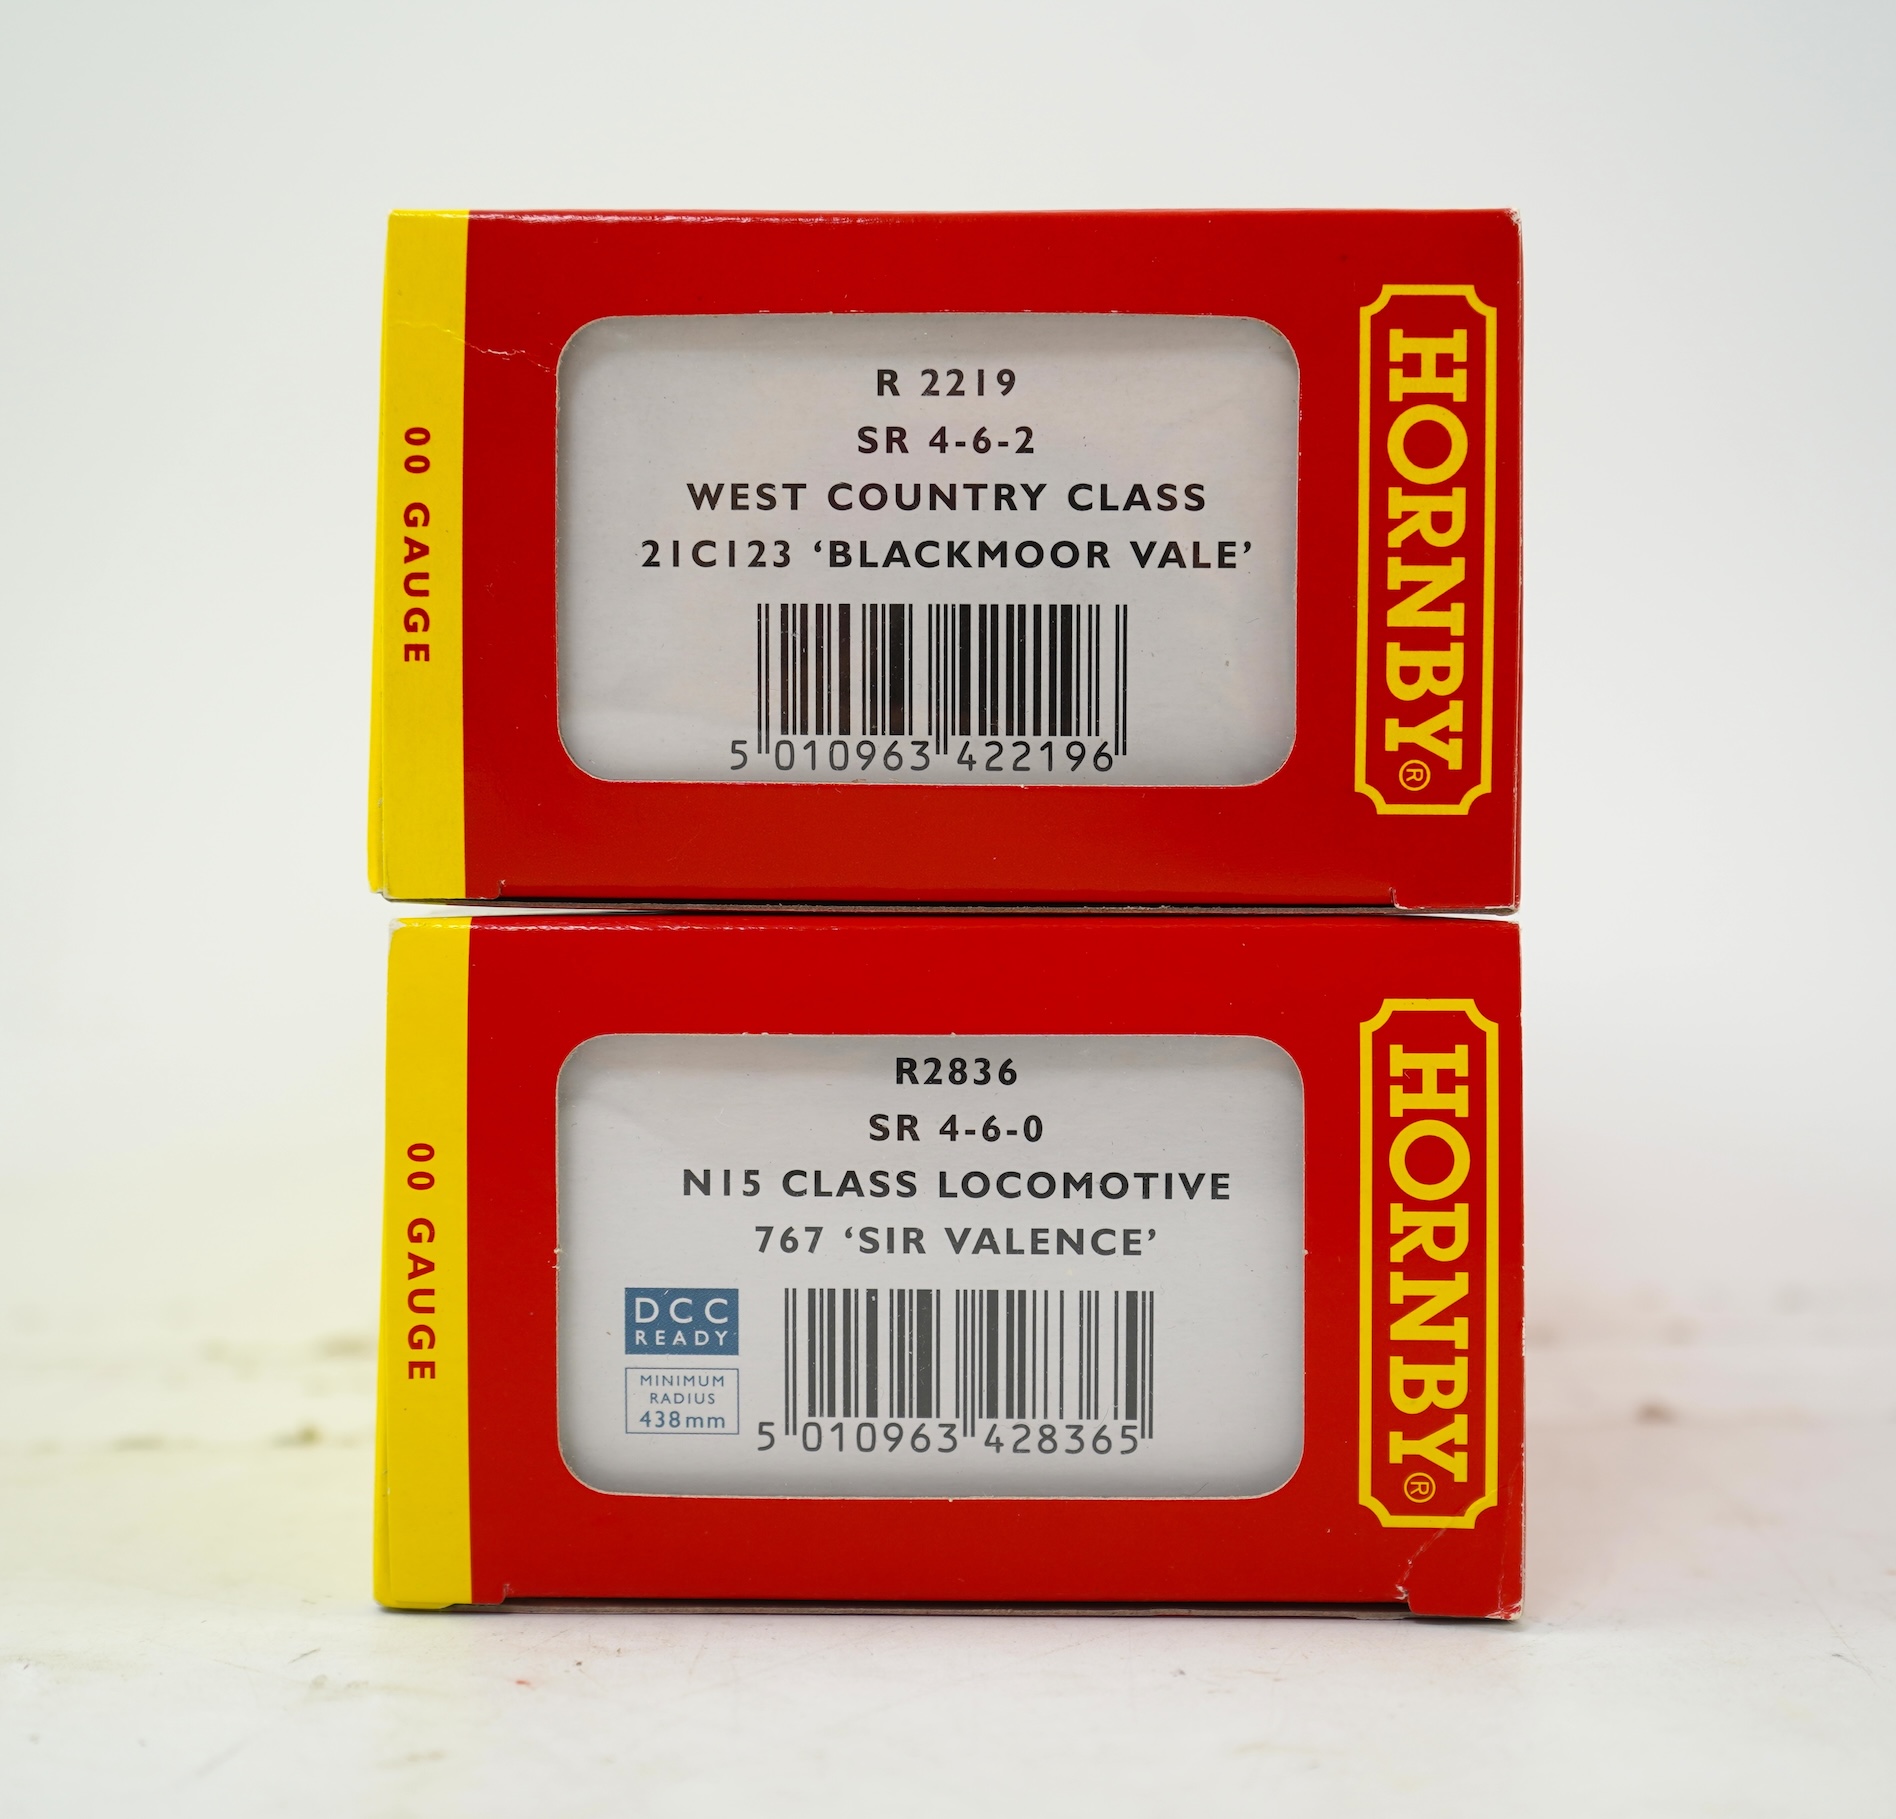 00 GAUGE
R 2219
SR 4-6-2
WEST COUNTRY CLASS
21C123 ‘BLACKMOOR VALE’
5 010963 422196
HORNBY®
00 GAUGE
R2836
SR 4-6-0
N15 CLASS LOCOMOTIVE
767 ‘SIR VALENCE’
DCC
READY
MINIMUM
RADIUS
438mm
5 010963 428365
HORNBY®